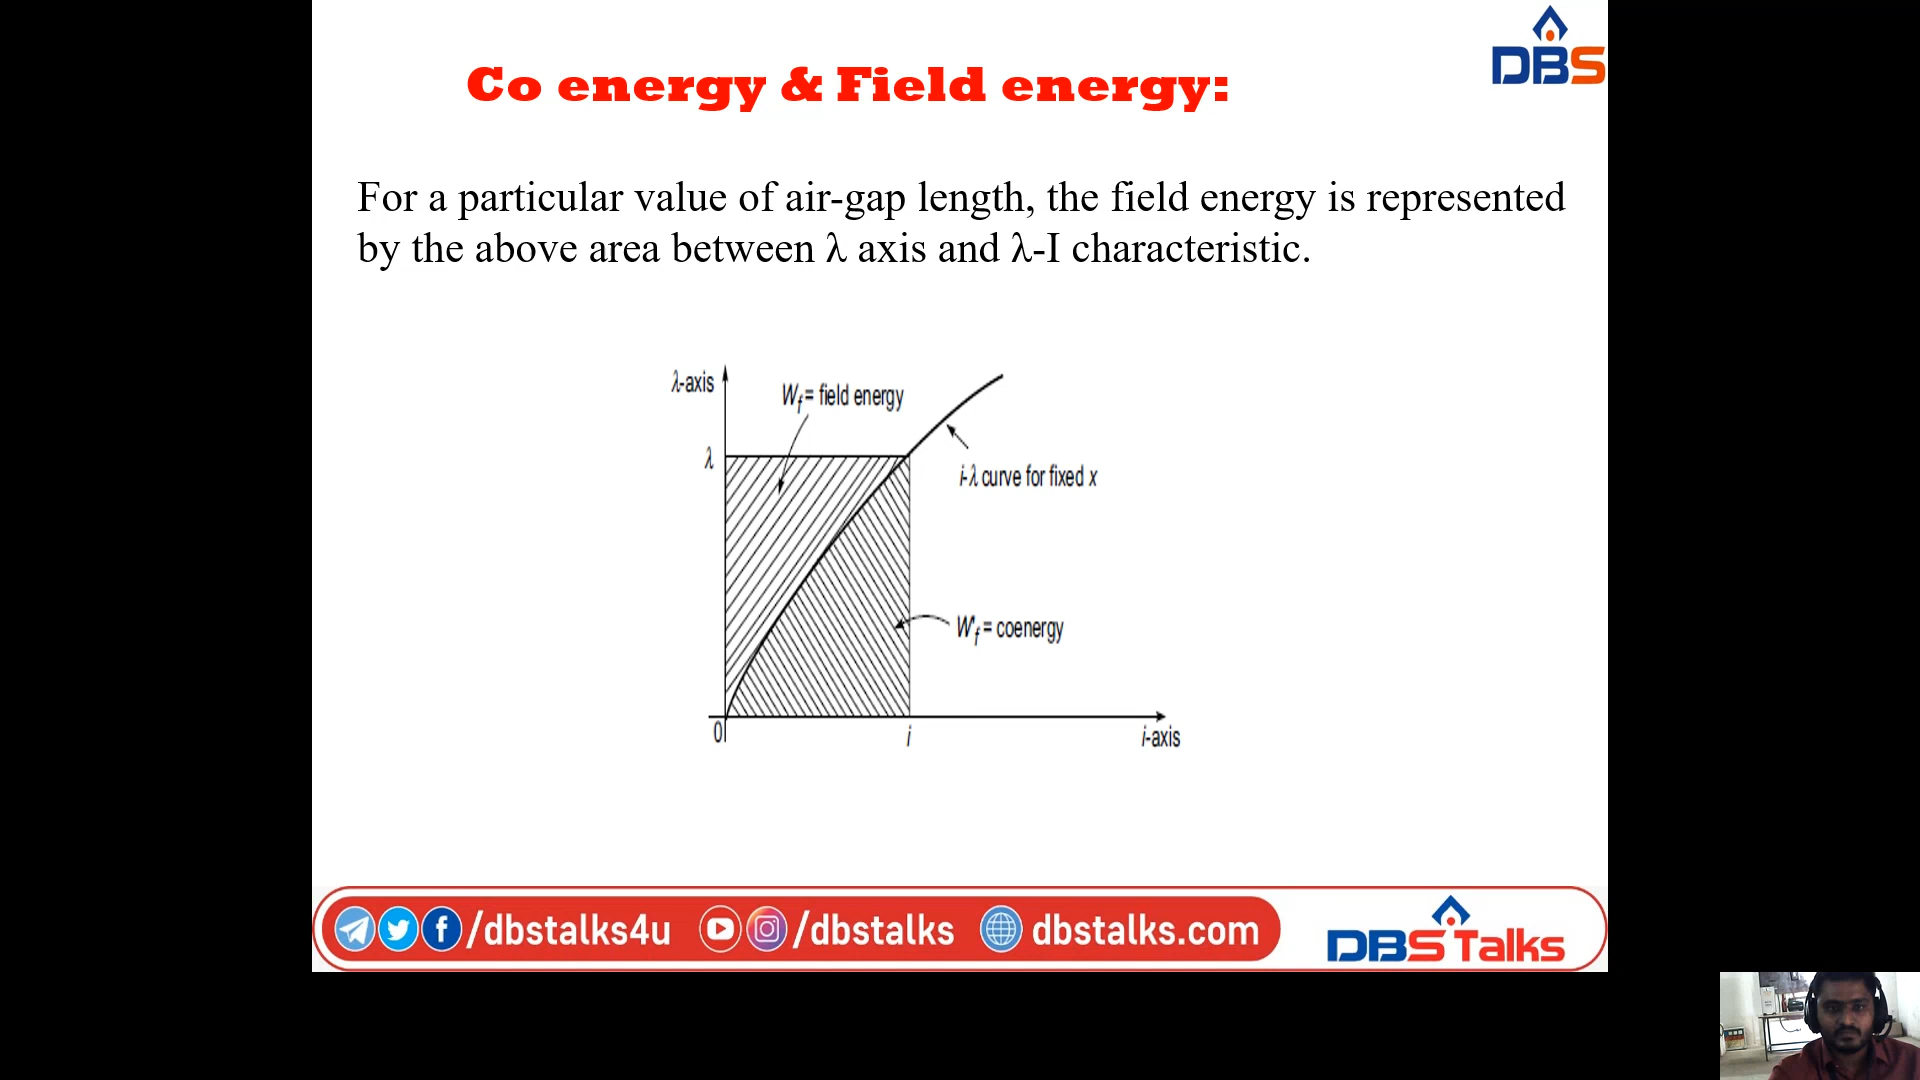 DBS
Co energy & Field energy:
For a particular value of air-gap length, the field energy is represented
by the above area between λ axis and λ-I characteristic.
λ-axis
Wf = field energy
λ
i-λ curve for fixed x
W'f = coenergy
0
i
i-axis
/dbstalks4u
/dbstalks
dbstalks.com
DBS Talks